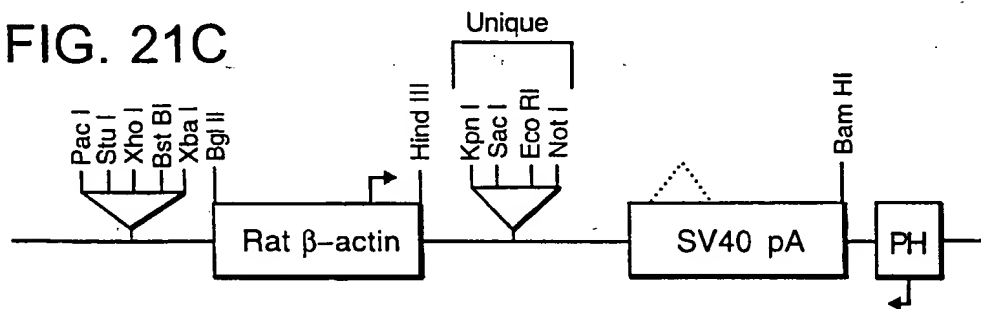 FIG. 21C
Unique
Pac I
Stu I
Xho I
Bst BI
Xba I
Bgl II
Hind III
Kpn I
Sac I
Eco RI
Not I
Bam HI
Rat β–actin
SV40 pA
PH